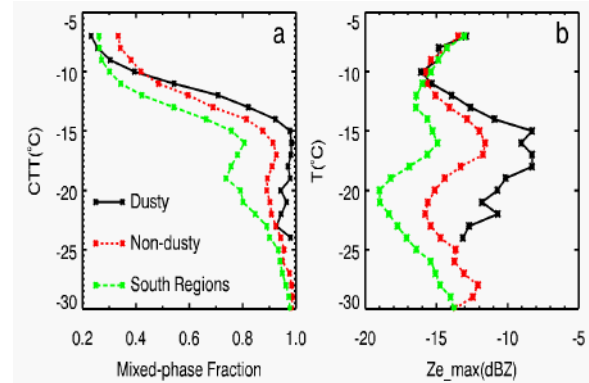 -5
-10
-15
-20
-25
-30
CTT(°C)
a
Dusty
Non-dusty
South Regions
0.2 0.4 0.6 0.8 1.0
Mixed-phase Fraction
-5
-10
-15
-20
-25
-30
T(°C)
b
-20 -15 -10 -5
Ze_max(dBZ)